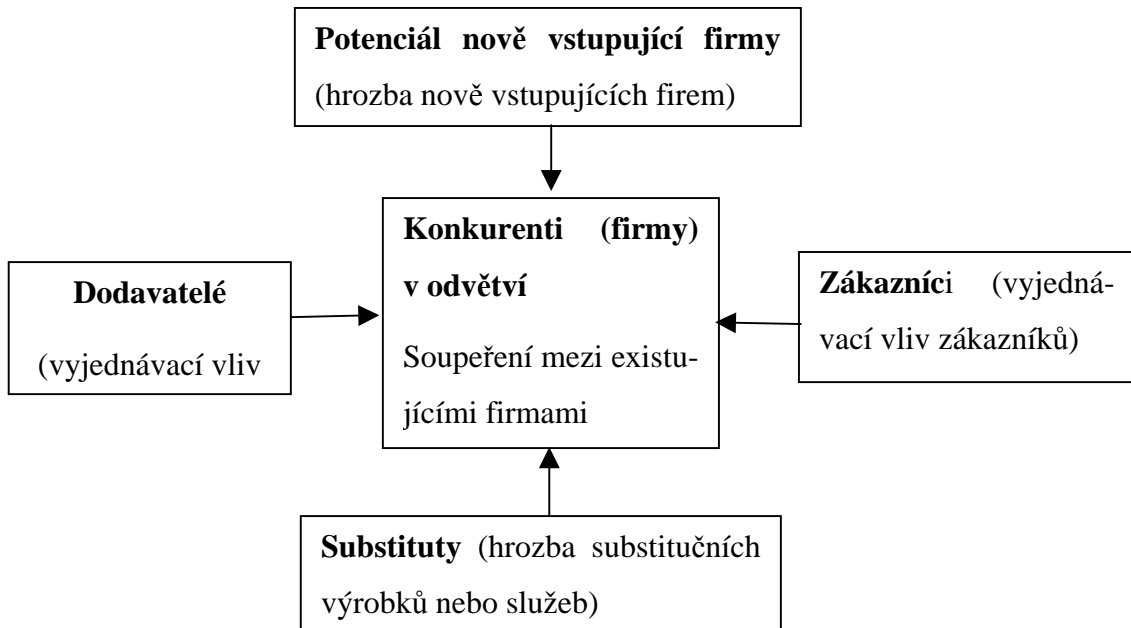 Potenciál nově vstupující firmy
(hrozba nově vstupujících firem)
Konkurenti (firmy)
v odvětví
Soupeření mezi existu-
jícími firmami
Dodavatelé
(vyjednávací vliv
Zákazníci (vyjedná-
vací vliv zákazníků)
Substituty (hrozba substitučních
výrobků nebo služeb)